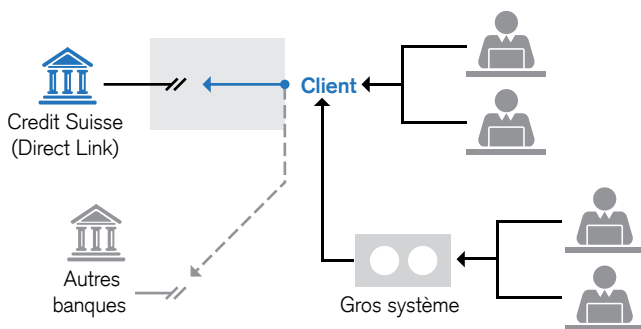 Client
Credit Suisse
(Direct Link)
Autres
banques
Gros système